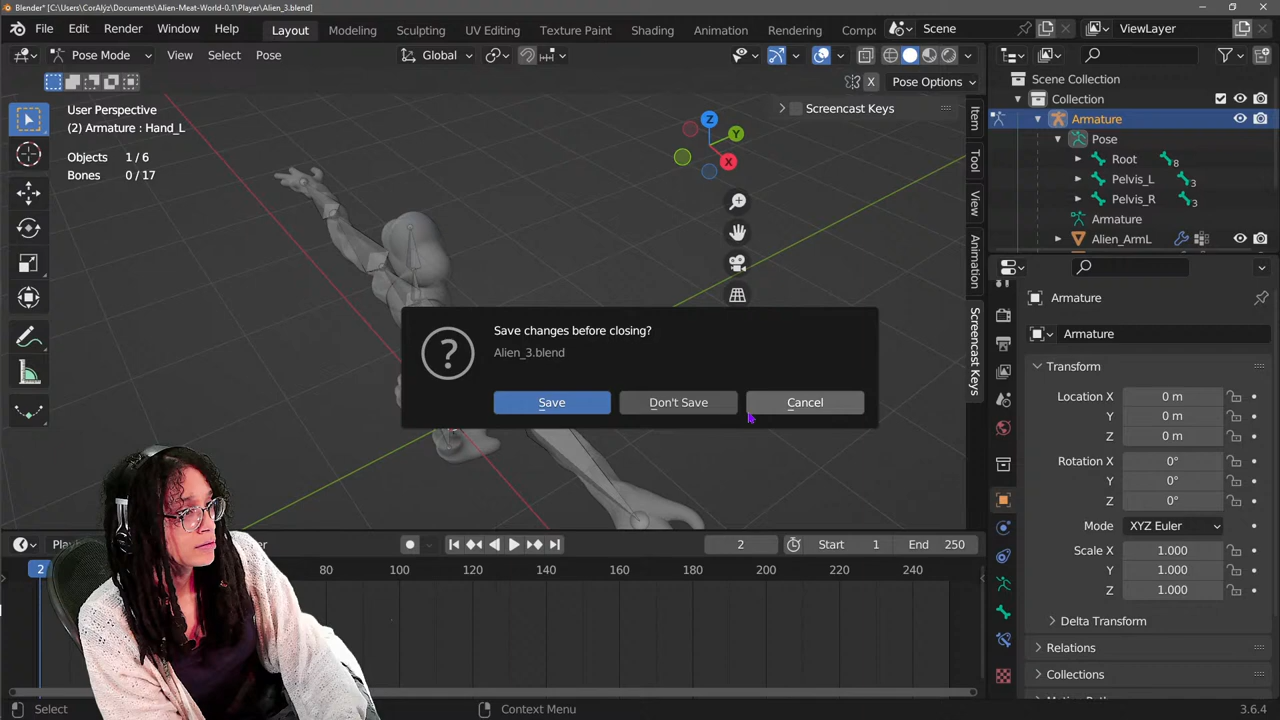 Blender* [C:\Users\CorAlyz\Documents\Alien-Meat-World-0.1\Player\Alien_3.blend]
File Edit Render Window Help Layout Modeling Sculpting UV Editing Texture Paint Shading Animation Rendering Comp Scene ViewLayer
Pose Mode View Select Pose Global
Pose Options
User Perspective
(2) Armature : Hand_L
Objects 1 / 6
Bones 0 / 17
Screencast Keys
Z
Y
X
Item
Tool
View
Animation
Screencast Keys
Scene Collection
Collection
Armature
Pose
Root 8
Pelvis_L 3
Pelvis_R 3
Armature
Alien_ArmL
Armature
Armature
Transform
Location X 0 m
Y 0 m
Z 0 m
Rotation X 0°
Y 0°
Z 0°
Mode XYZ Euler
Scale X 1.000
Y 1.000
Z 1.000
Delta Transform
Relations
Collections
Save changes before closing?
Alien_3.blend
Save Don't Save Cancel
2 Start 1 End 250
2 80 100 120 140 160 180 200 220 240
Select Context Menu 3.6.4